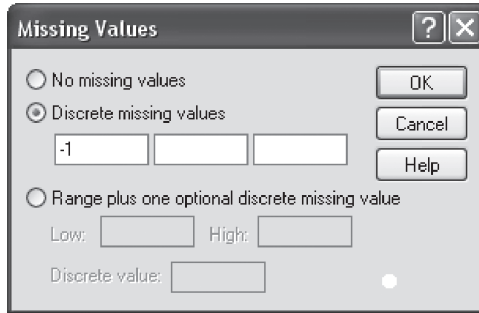 Missing Values
No missing values
OK
Discrete missing values
Cancel
-1
Help
Range plus one optional discrete missing value
Low:
High:
Discrete value: